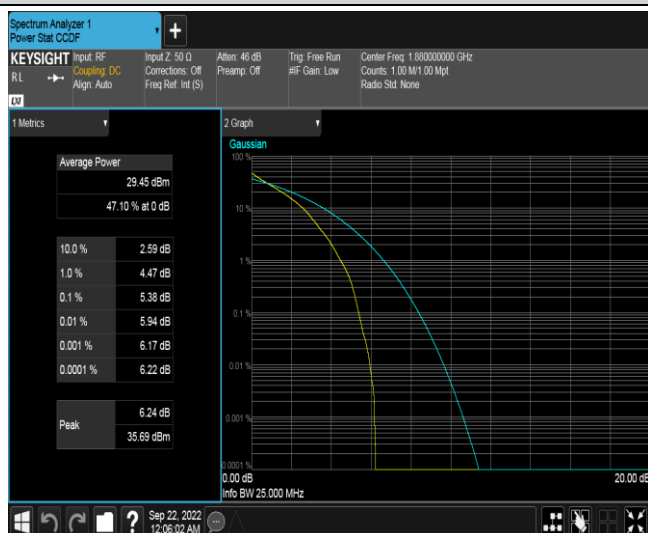 Spectrum Analyzer 1
Power Stat CCDF
+
KEYSIGHT
RL
LXI
Input: RF
Coupling: DC
Align: Auto
Input Z: 50 Ω
Corrections: Off
Freq Ref: Int (S)
Atten: 46 dB
Preamp: Off
Trig: Free Run
#IF Gain: Low
Center Freq: 1.880000000 GHz
Counts: 1.00 M/1.00 Mpt
Radio Std: None
1 Metrics
Average Power
29.45 dBm
47.10 % at 0 dB
10.0 % 2.59 dB
1.0 % 4.47 dB
0.1 % 5.38 dB
0.01 % 5.94 dB
0.001 % 6.17 dB
0.0001 % 6.22 dB
Peak
6.24 dB
35.69 dBm
2 Graph
Gaussian
100 %
10 %
1 %
0.1 %
0.01 %
0.001 %
0.0001 %
0.00 dB
20.00 dB
Info BW 25.000 MHz
?
Sep 22, 2022
12:06:02 AM